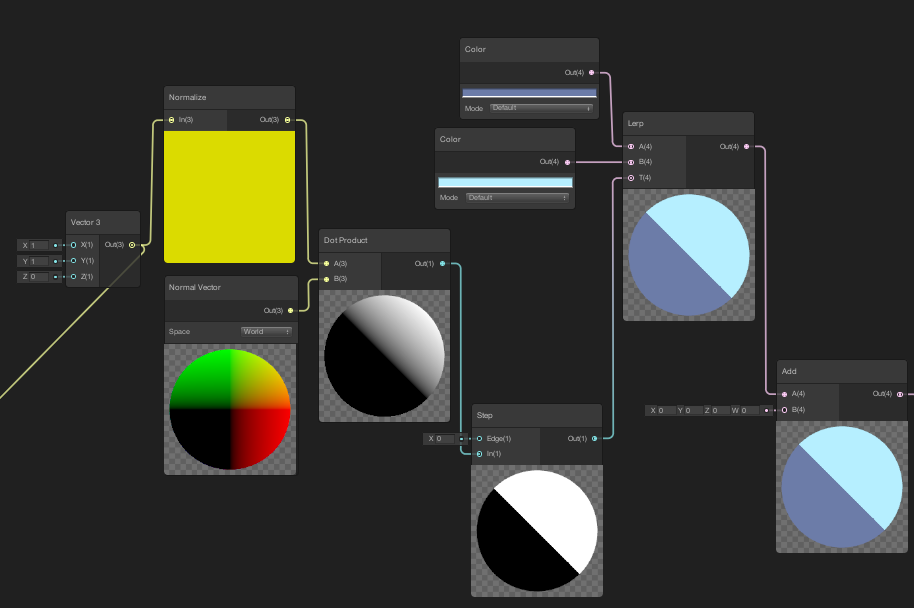 Color
Out(4)
Mode Default
Normalize
In(3) Out(3)
Color
Out(4)
Mode Default
Lerp
A(4) Out(4)
B(4)
T(4)
Vector 3
X 1 X(1) Out(3)
Y 1 Y(1)
Z 0 Z(1)
Dot Product
A(3) Out(1)
B(3)
Normal Vector
Out(3)
Space World
Step
X 0 Edge(1) Out(1)
In(1)
Add
A(4) Out(4)
X 0 Y 0 Z 0 W 0 B(4)